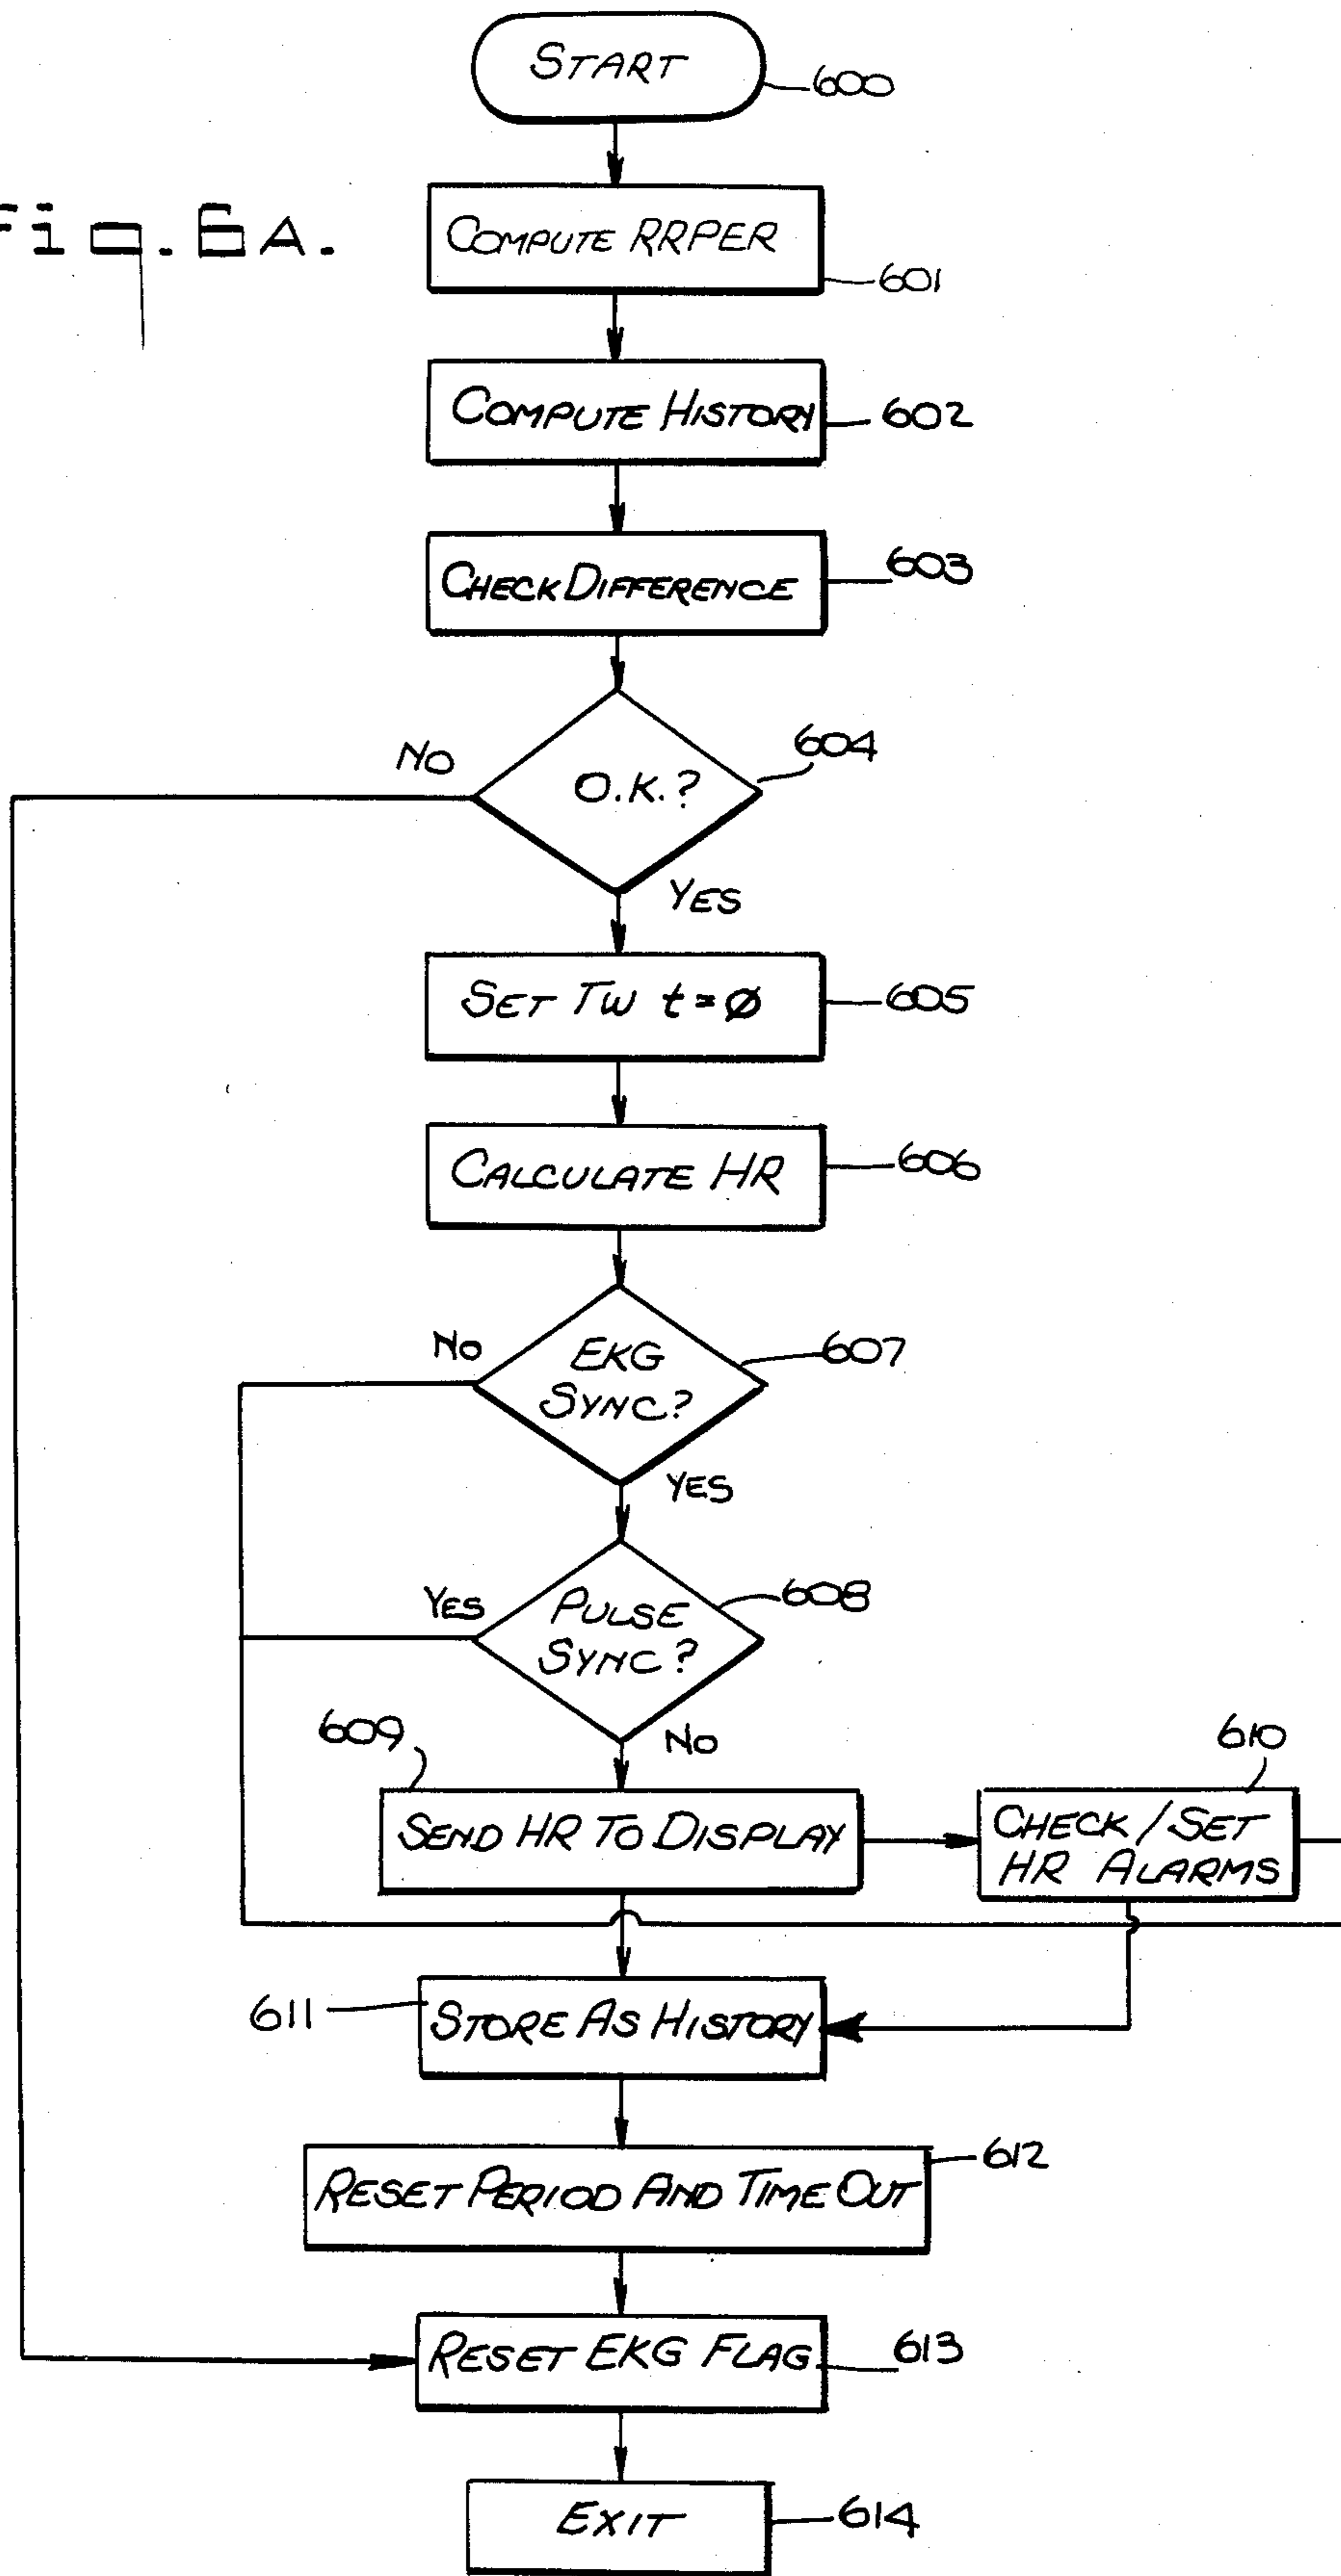 START
600
Fig. 6A.
COMPUTE RRPER
601
COMPUTE HISTORY
602
CHECK DIFFERENCE
603
NO
O.K.?
604
YES
SET TW t=Ø
605
CALCULATE HR
606
NO
EKG
SYNC?
607
YES
YES
PULSE
SYNC?
608
NO
609
SEND HR TO DISPLAY
610
CHECK/SET
HR ALARMS
611
STORE AS HISTORY
RESET PERIOD AND TIME OUT
612
RESET EKG FLAG
613
EXIT
614